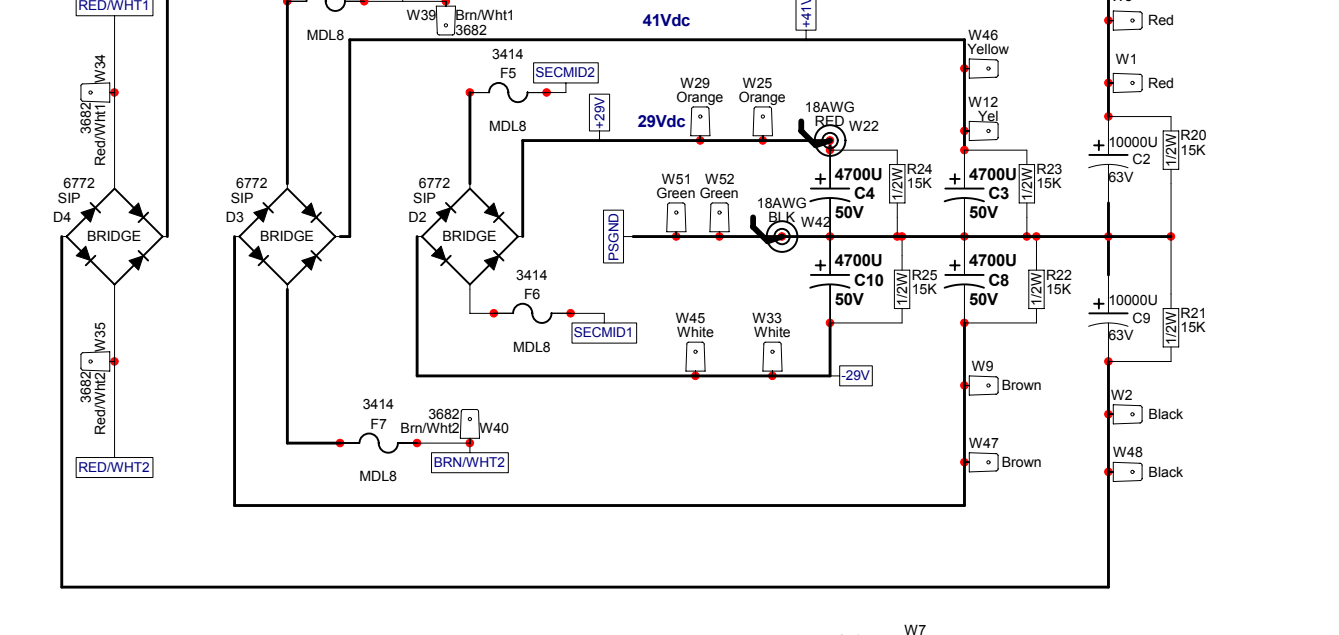 RED/WHT1
W39
Brn/Wht1
3682
MDL8
41Vdc
+41V
Red
W46
Yellow
W1
Red
W34
3682
Red/Wht1
3414
F5
SECMID2
MDL8
+29V
29Vdc
W29
Orange
W25
Orange
18AWG
RED
W22
W12
Yel
10000U
C2
63V
R20
15K
1/2W
6772
SIP
D4
BRIDGE
6772
SIP
D3
BRIDGE
6772
SIP
D2
BRIDGE
PSGND
W51
Green
W52
Green
18AWG
BLK
W42
4700U
C4
50V
R24
15K
1/2W
4700U
C3
50V
R23
15K
1/2W
3414
F6
SECMID1
MDL8
4700U
C10
50V
R25
15K
1/2W
4700U
C8
50V
R22
15K
1/2W
10000U
C9
63V
R21
15K
1/2W
W35
3682
Red/Wht2
RED/WHT2
W45
White
W33
White
-29V
W9
Brown
W2
Black
3414
F7
MDL8
3682
Brn/Wht2
W40
BRN/WHT2
W47
Brown
W48
Black
W7